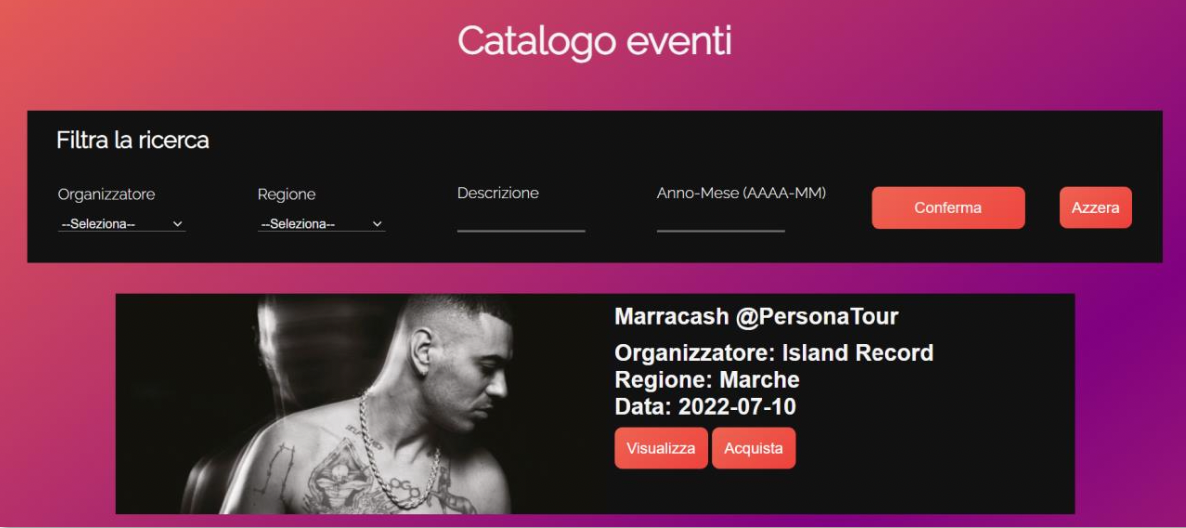 Catalogo eventi
Filtra la ricerca
Organizzatore
Regione
Descrizione
Anno-Mese (AAAA-MM)
--Seleziona--
--Seleziona--
Conferma
Azzera
Marracash @PersonaTour
Organizzatore: Island Record
Regione: Marche
Data: 2022-07-10
Visualizza
Acquista